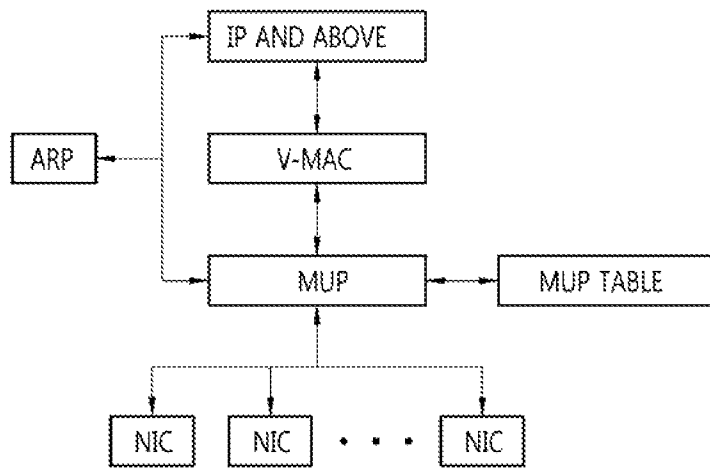 IP AND ABOVE
ARP
V-MAC
MUP
MUP TABLE
NIC
NIC
NIC